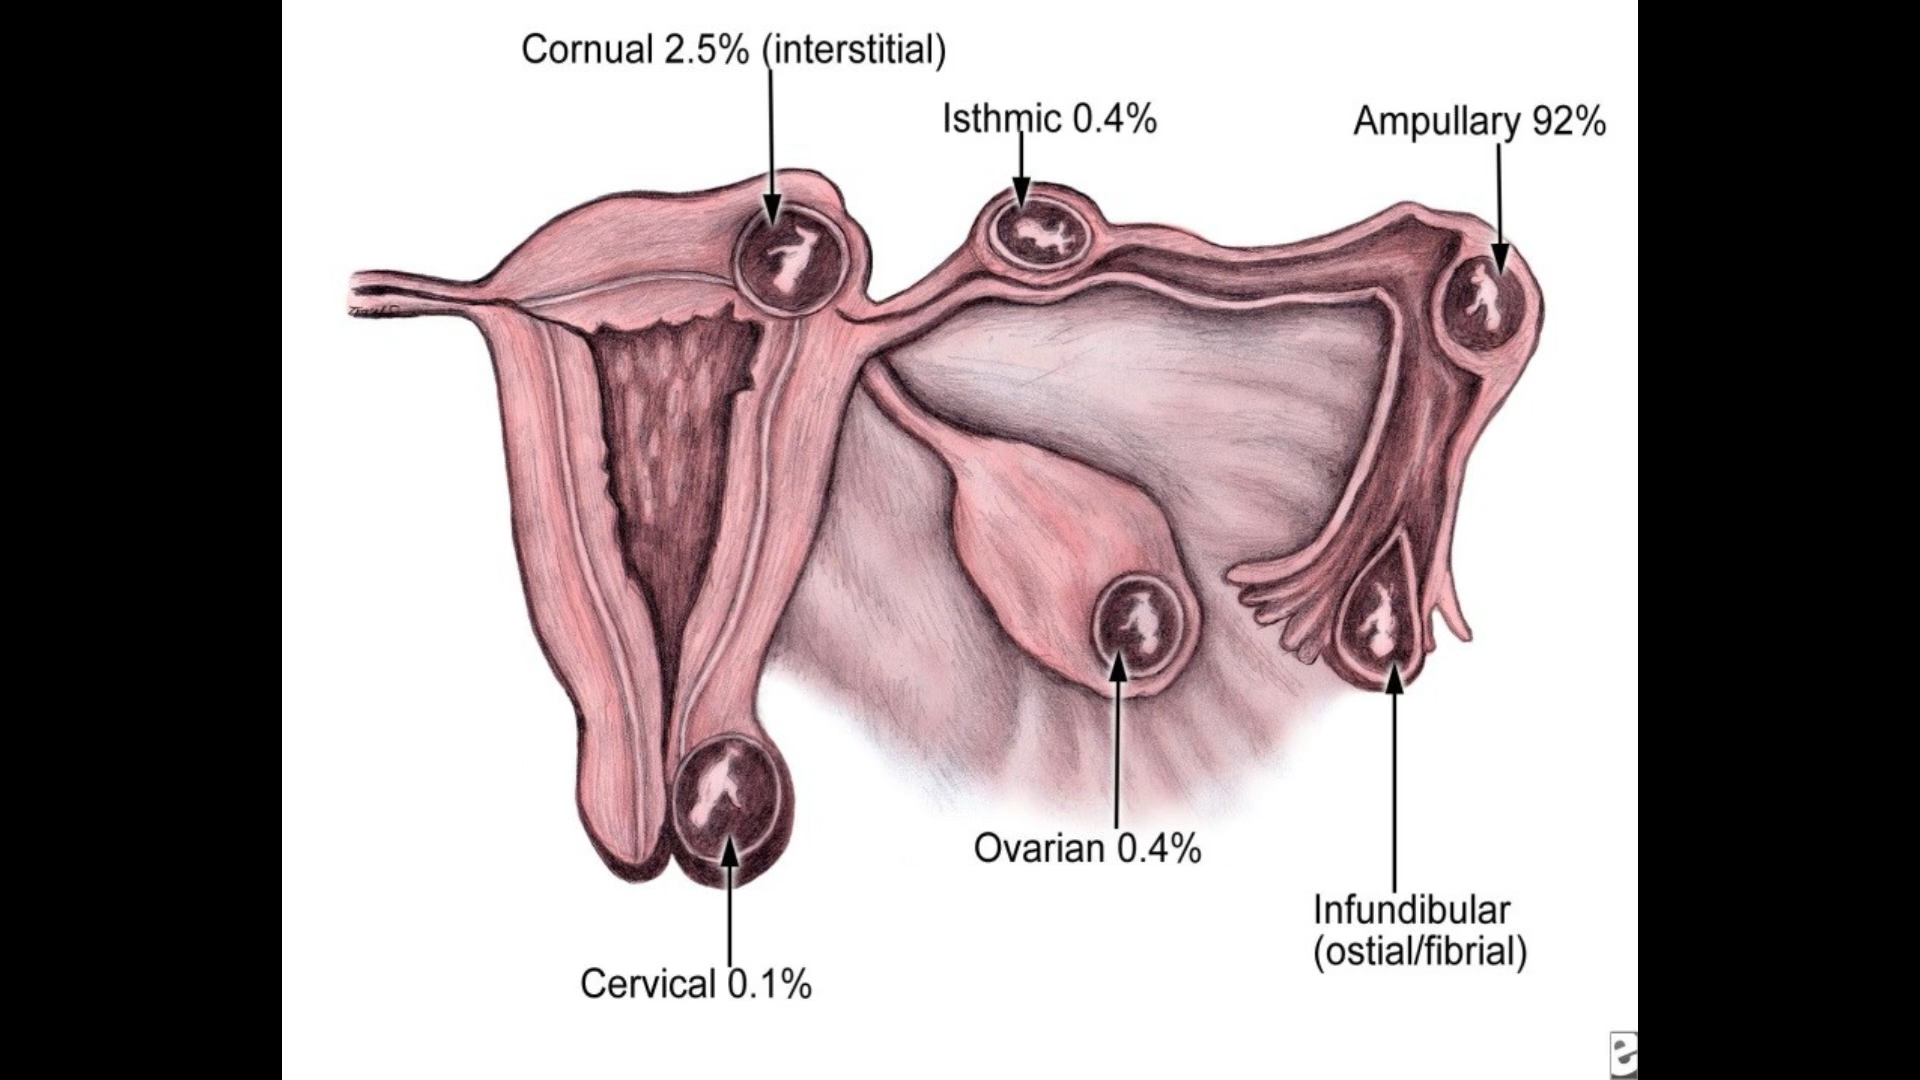 Cornual 2.5% (interstitial)
Isthmic 0.4%
Ampullary 92%
Ovarian 0.4%
Infundibular
(ostial/fibrial)
Cervical 0.1%
e